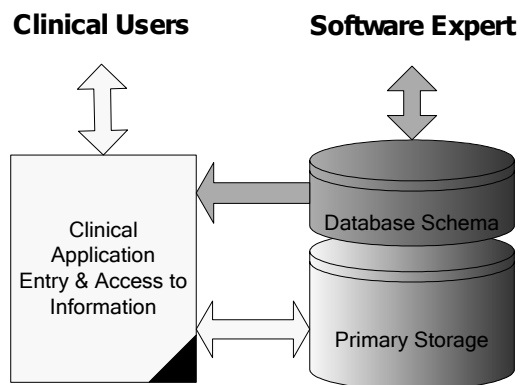 Clinical Users
Software Expert
Clinical
Application
Entry & Access to
Information
Database Schema
Primary Storage